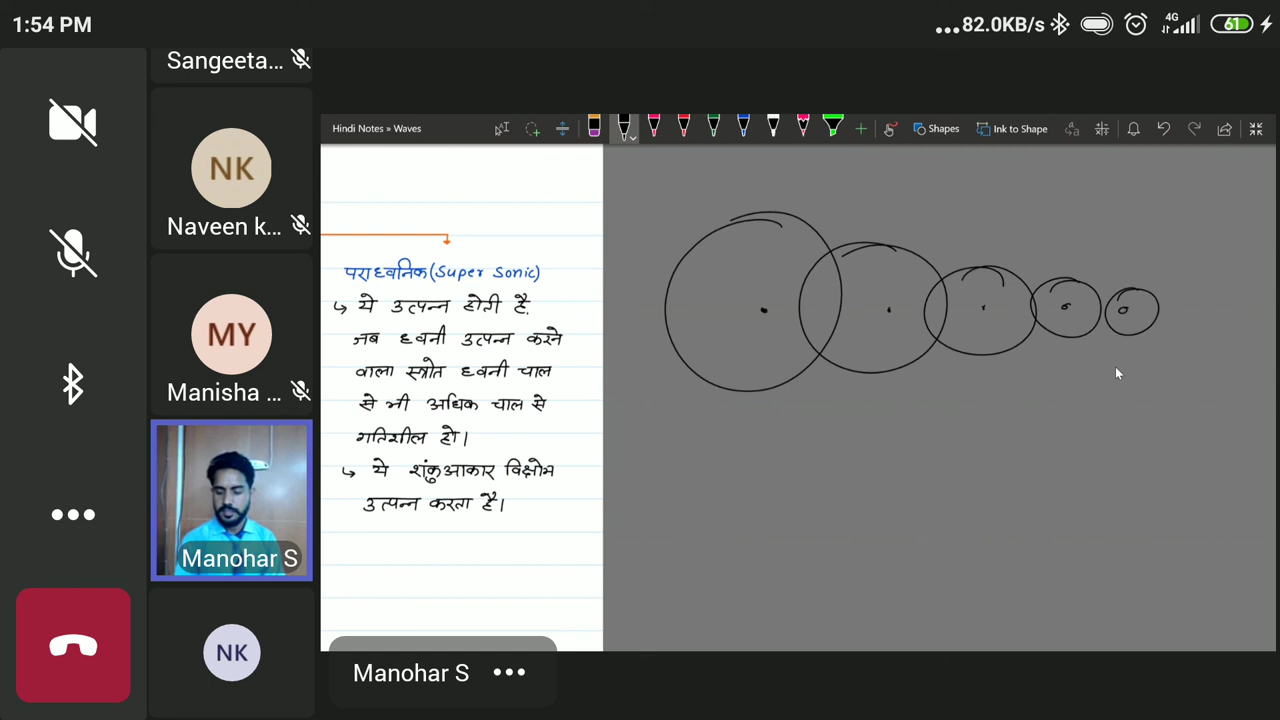 1:54 PM
...82.0KB/s
4G
61
Sangeeta...
NK
Naveen k...
MY
Manisha ...
Manohar S
NK
Hindi Notes » Waves
Shapes
Ink to Shape
पराध्वनिक (Super Sonic)
↳ ये उत्पन्न होती है.
जब ध्वनी उत्पन्न करने
वाला स्त्रोत ध्वनी चाल
से भी अधिक चाल से
गतिशील हो।
↳ ये शंकुआकार विक्षोभ
उत्पन्न करता है।
Manohar S